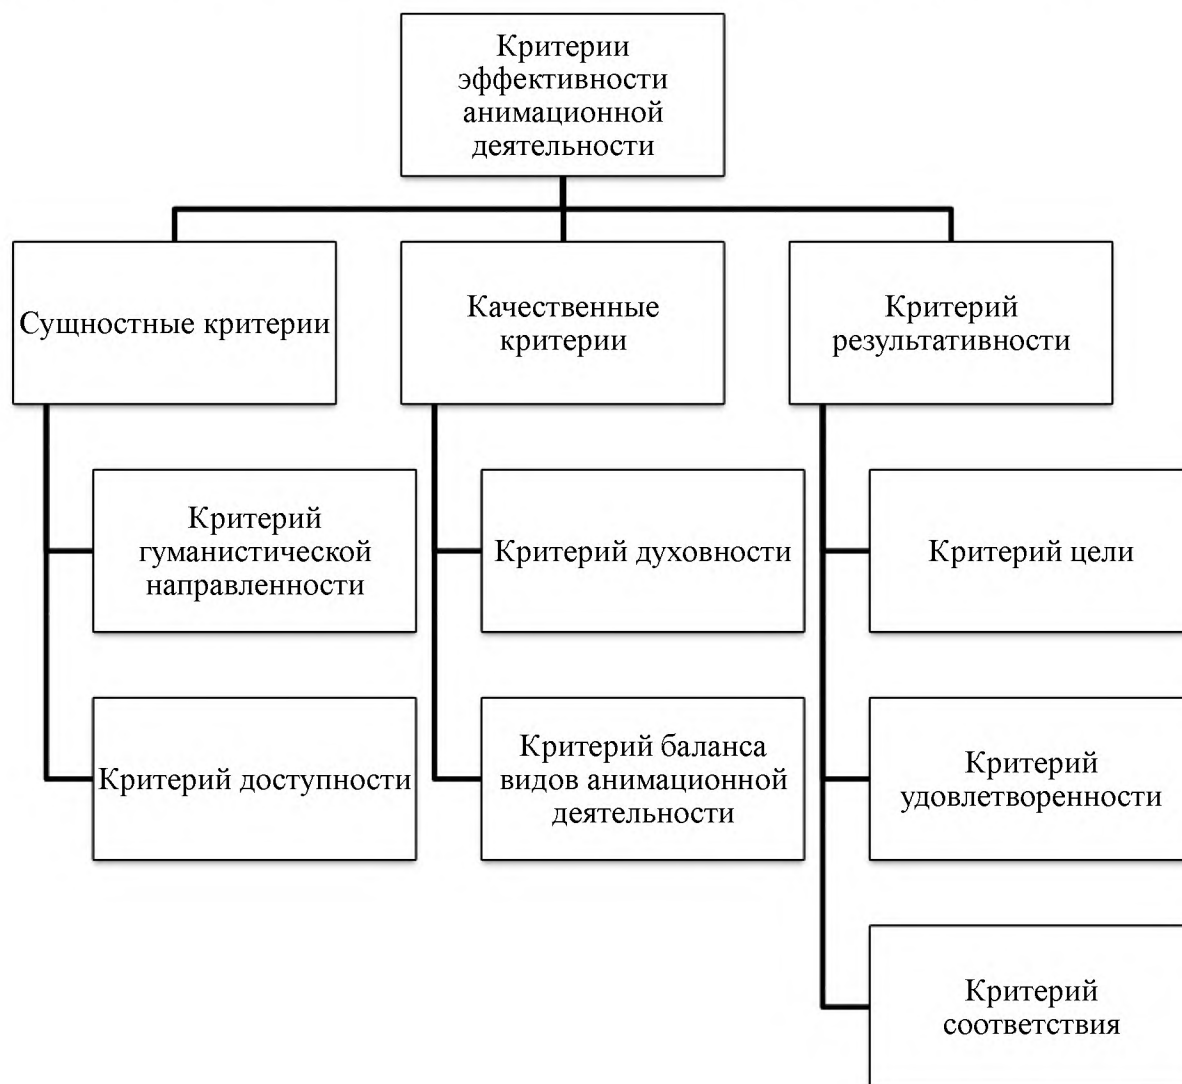 Критерии
эффективности
анимационной
деятельности
Сущностные критерии
Качественные
критерии
Критерий
результативности
Критерий
гуманистической
направленности
Критерий духовности
Критерий цели
Критерий доступности
Критерий баланса
видов анимационной
деятельности
Критерий
удовлетворенности
Критерий
соответствия